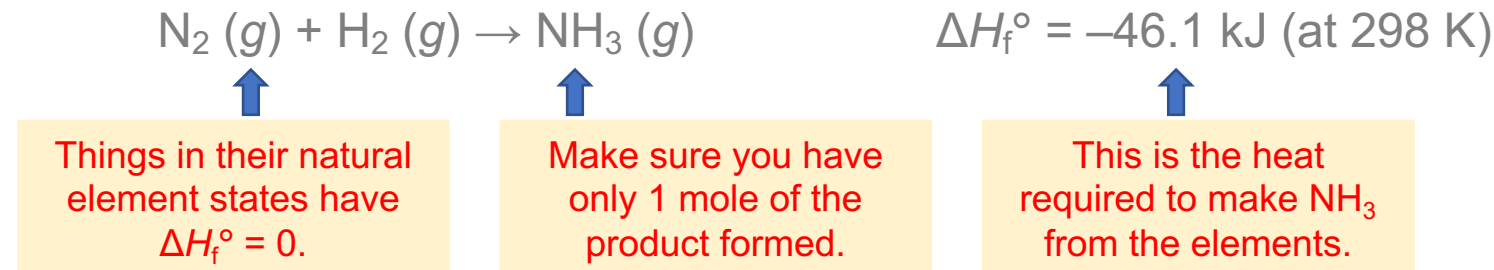 N₂ (g) + H₂ (g) → NH₃ (g) ΔH_f° = –46.1 kJ (at 298 K)
Things in their natural
element states have
ΔH_f° = 0.
Make sure you have
only 1 mole of the
product formed.
This is the heat
required to make NH₃
from the elements.